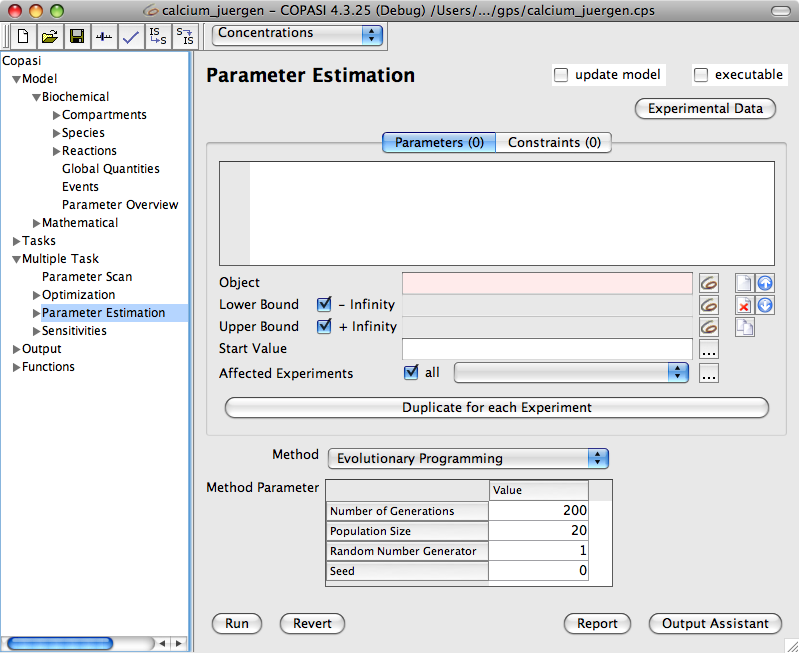 calcium_juergen - COPASI 4.3.25 (Debug) /Users/.../gps/calcium_juergen.cps
IS
S
S
IS
Concentrations
Copasi
Model
Biochemical
Compartments
Species
Reactions
Global Quantities
Events
Parameter Overview
Mathematical
Tasks
Multiple Task
Parameter Scan
Optimization
Parameter Estimation
Sensitivities
Output
Functions
Parameter Estimation
update model
executable
Experimental Data
Parameters (0)
Constraints (0)
Object
Lower Bound - Infinity
Upper Bound + Infinity
Start Value
...
Affected Experiments all
...
Duplicate for each Experiment
Method Evolutionary Programming
Method Parameter
Value
Number of Generations 200
Population Size 20
Random Number Generator 1
Seed 0
Run Revert Report Output Assistant